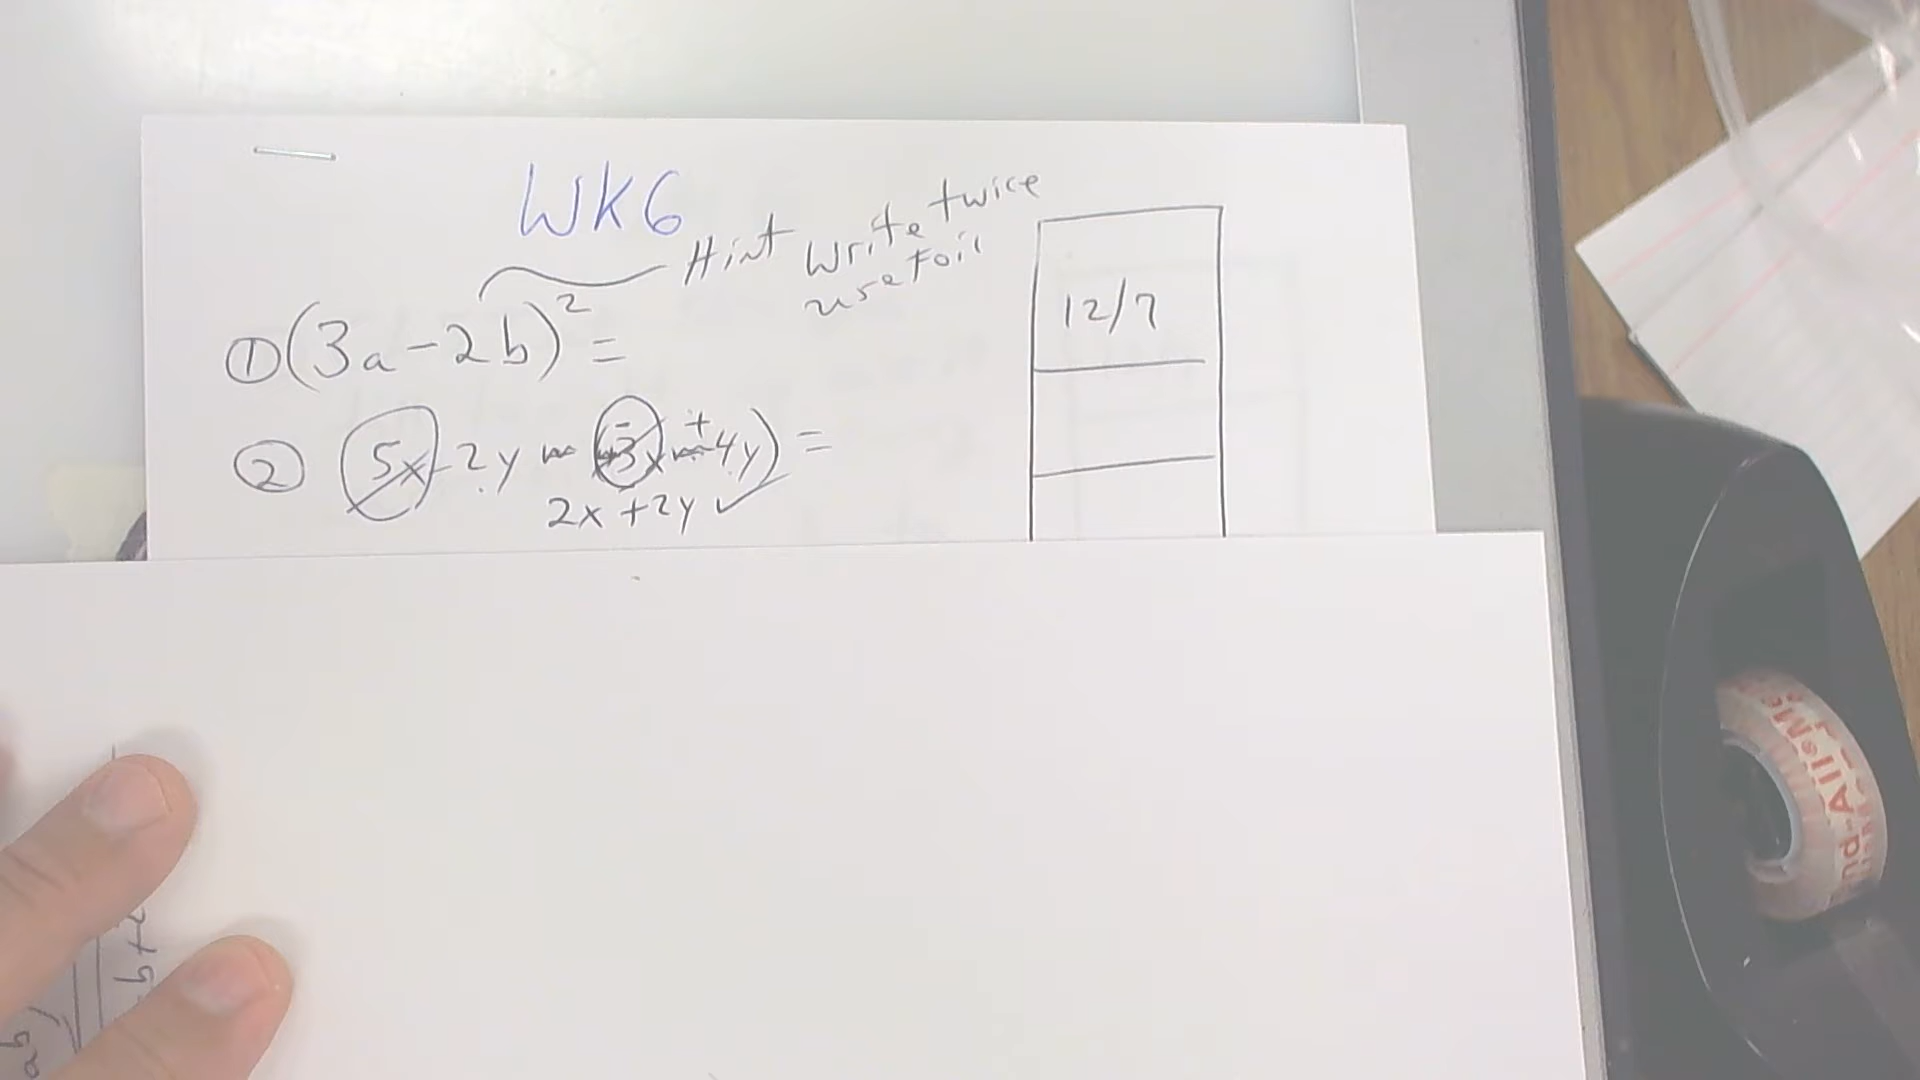 WK6
Hint write twice
use Foil
① (3a-2b)² =
12/7
② 5x-2y - (3x + 4y) =
2x+2y ✓